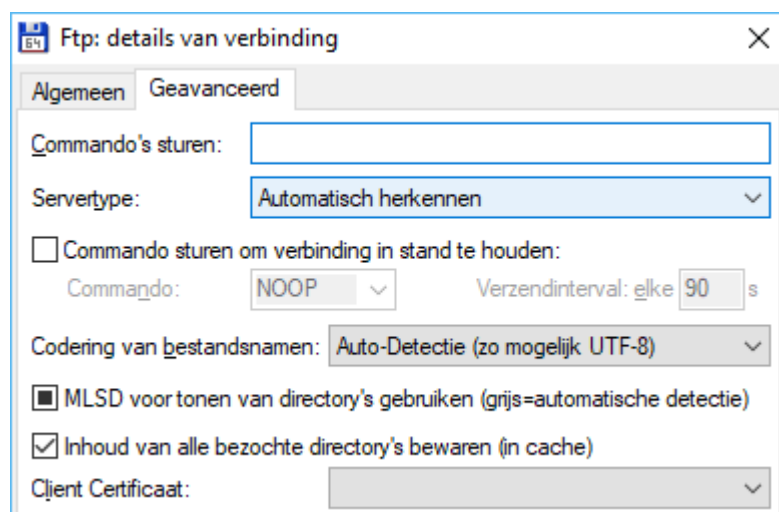 64 Ftp: details van verbinding
Algemeen Geavanceerd
Commando's sturen:
Servertype: Automatisch herkennen
Commando sturen om verbinding in stand te houden:
Commando: NOOP Verzendinterval: elke 90 s
Codering van bestandsnamen: Auto-Detectie (zo mogelijk UTF-8)
MLSD voor tonen van directory's gebruiken (grijs=automatische detectie)
Inhoud van alle bezochte directory's bewaren (in cache)
Client Certificaat: